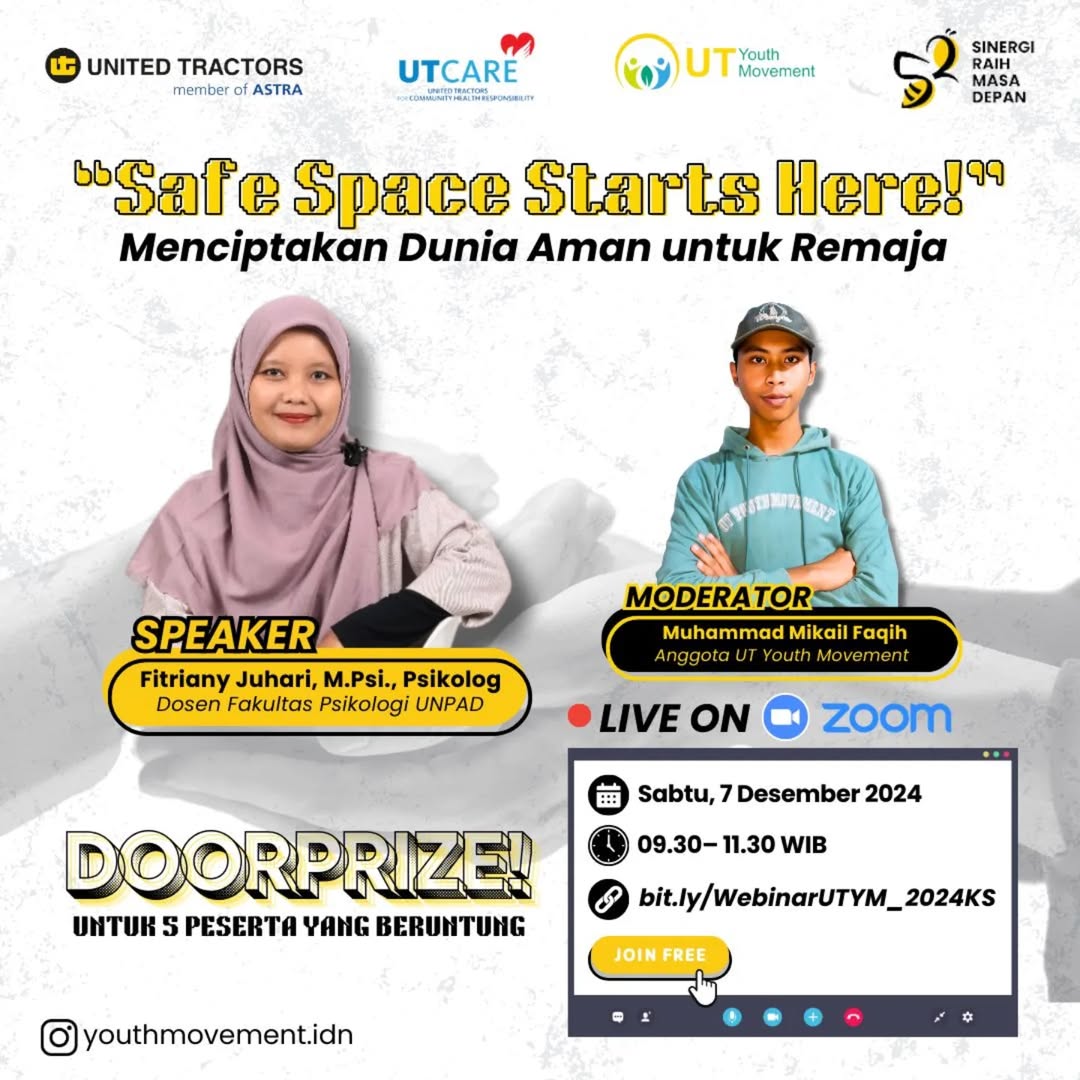 UNITED TRACTORS
member of ASTRA
UTCARE
UNITED TRACTORS
FOR COMMUNITY HEALTH RESPONSIBILITY
UT Youth
Movement
SINERGI
RAIH
MASA
DEPAN
“Safe Space Starts Here!”
Menciptakan Dunia Aman untuk Remaja
UT YOUTH MOVEMENT
SPEAKER
Fitriany Juhari, M.Psi., Psikolog
Dosen Fakultas Psikologi UNPAD
MODERATOR
Muhammad Mikail Faqih
Anggota UT Youth Movement
LIVE ON zoom
Sabtu, 7 Desember 2024
09.30– 11.30 WIB
bit.ly/WebinarUTYM_2024KS
JOIN FREE
DOORPRIZE!
UNTUK 5 PESERTA YANG BERUNTUNG
youthmovement.idn